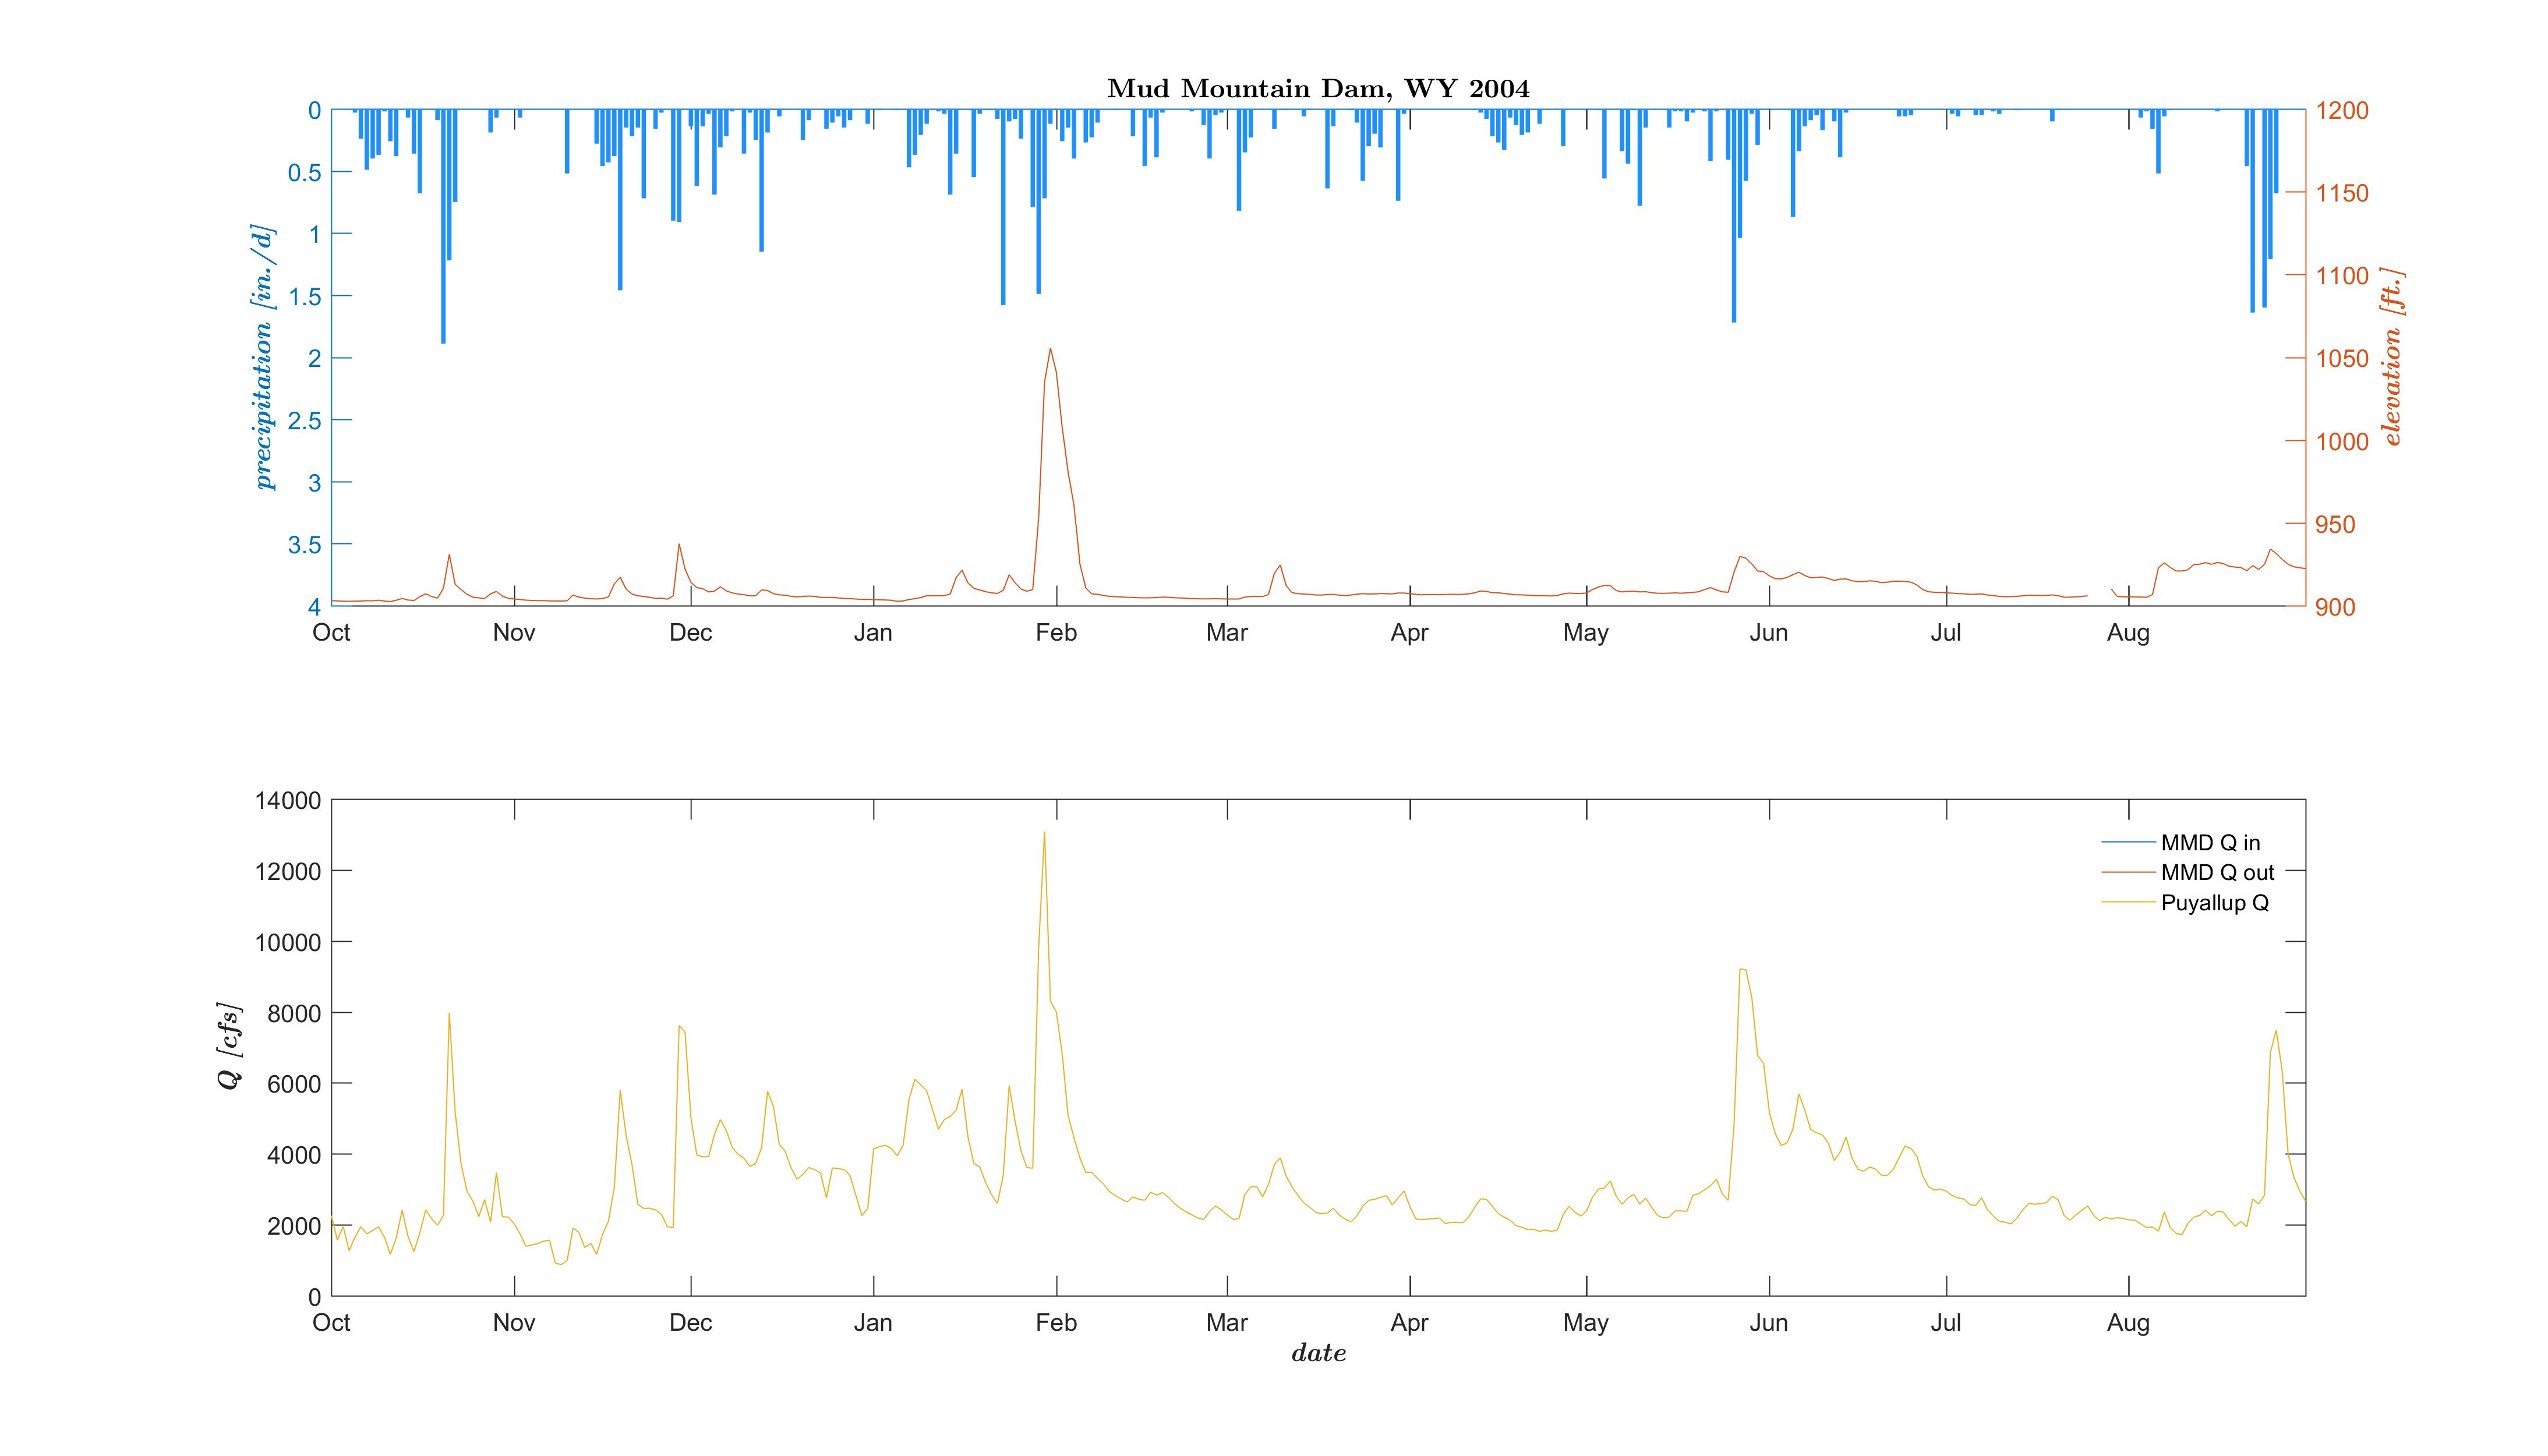 Mud Mountain Dam, WY 2004
0
0.5
1
1.5
2
2.5
3
3.5
4
precipitation [in./d]
1200
1150
1100
1050
1000
950
900
elevation [ft.]
Oct Nov Dec Jan Feb Mar Apr May Jun Jul Aug
14000
12000
10000
8000
6000
4000
2000
0
Q [cfs]
MMD Q in
MMD Q out
Puyallup Q
Oct Nov Dec Jan Feb Mar Apr May Jun Jul Aug
date